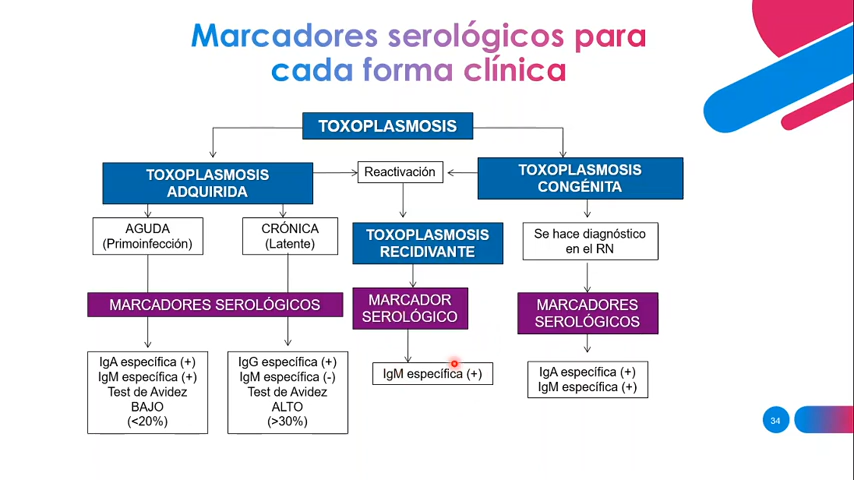 Marcadores serológicos para
cada forma clínica
TOXOPLASMOSIS
TOXOPLASMOSIS
ADQUIRIDA
Reactivación
TOXOPLASMOSIS
CONGÉNITA
AGUDA
(Primoinfección)
CRÓNICA
(Latente)
TOXOPLASMOSIS
RECIDIVANTE
Se hace diagnóstico
en el RN
MARCADORES SEROLÓGICOS
MARCADOR
SEROLÓGICO
MARCADORES
SEROLÓGICOS
IgA específica (+)
IgM específica (+)
Test de Avidez
BAJO
(<20%)
IgG específica (+)
IgM específica (-)
Test de Avidez
ALTO
(>30%)
IgM específica (+)
IgA específica (+)
IgM específica (+)
34